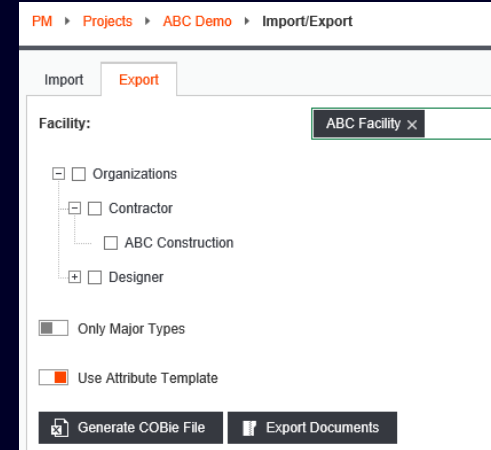 PM Projects ABC Demo Import/Export
Import Export
Facility: ABC Facility ×
Organizations
Contractor
ABC Construction
Designer
Only Major Types
Use Attribute Template
Generate COBie File Export Documents